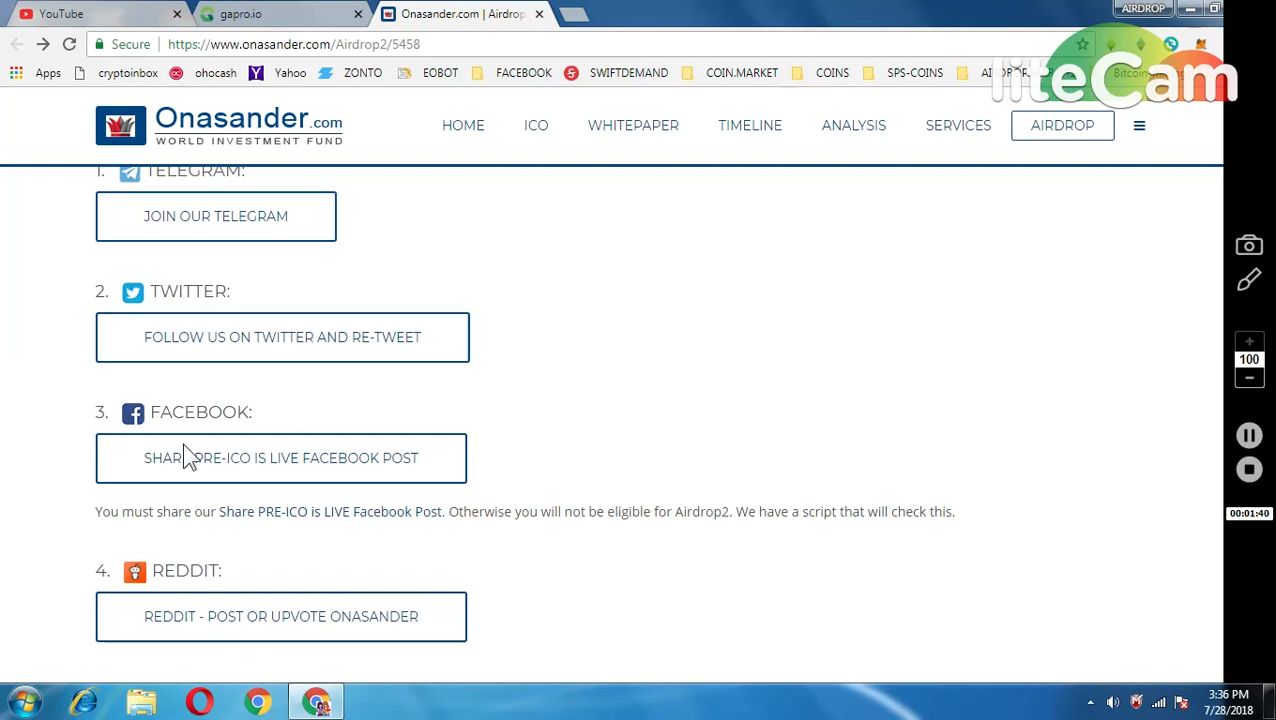 YouTube
gapro.io
Onasander.com | Airdrop
AIRDROP
Secure
https://www.onasander.com/Airdrop2/5458
Apps
cryptoinbox
ohocash
Yahoo
ZONTO
EOBOT
FACEBOOK
SWIFTDEMAND
COIN.MARKET
COINS
SPS-COINS
liteCam
Onasander.com
WORLD INVESTMENT FUND
HOME
ICO
WHITEPAPER
TIMELINE
ANALYSIS
SERVICES
AIRDROP
1. TELEGRAM:
JOIN OUR TELEGRAM
2. TWITTER:
FOLLOW US ON TWITTER AND RE-TWEET
3. FACEBOOK:
SHARE PRE-ICO IS LIVE FACEBOOK POST
You must share our Share PRE-ICO is LIVE Facebook Post. Otherwise you will not be eligible for Airdrop2. We have a script that will check this.
4. REDDIT:
REDDIT - POST OR UPVOTE ONASANDER
100
00:01:40
3:36 PM
7/28/2018